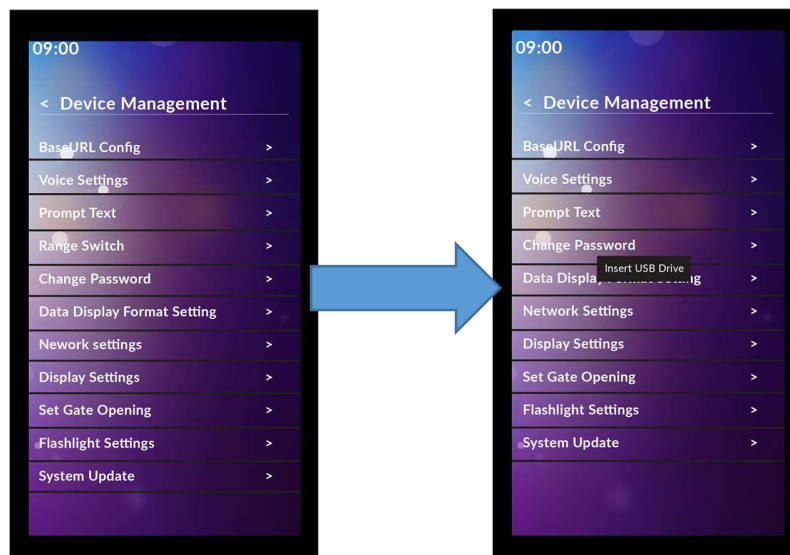 09:00
< Device Management
BaseURL Config >
Voice Settings >
Prompt Text >
Range Switch >
Change Password >
Data Display Format Setting >
Nework settings >
Display Settings >
Set Gate Opening >
Flashlight Settings >
System Update >
09:00
< Device Management
BaseURL Config >
Voice Settings >
Prompt Text >
Change Password >
Insert USB Drive
Data Display Format Setting >
Network Settings >
Display Settings >
Set Gate Opening >
Flashlight Settings >
System Update >